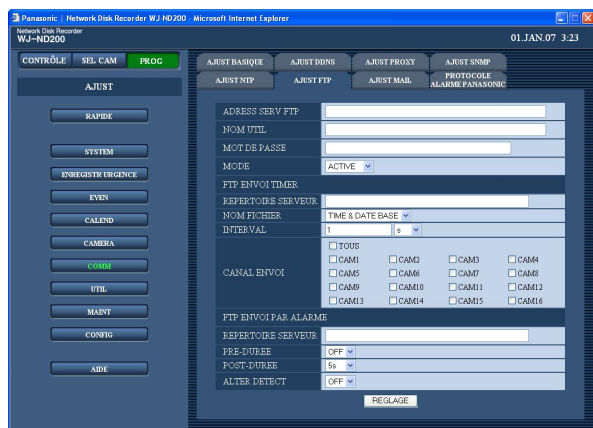 Panasonic | Network Disk Recorder WJ-ND200 - Microsoft Internet Explorer
Network Disk Recorder
WJ-ND200
01.JAN.07 3:23
CONTRÔLE SEL CAM PROG
AJUST
RAPIDE
SYSTEM
ENREGISTR URGENCE
EVEN
CALEND
CAMERA
COMM
UTIL
MAINT
CONFIG
AIDE
AJUST BASIQUE AJUST DDNS AJUST PROXY AJUST SNMP
AJUST NTP AJUST FTP AJUST MAIL PROTOCOLE
ALARME PANASONIC
ADRESS SERV FTP
NOM UTIL
MOT DE PASSE
MODE ACTIVE
FTP ENVOI TIMER
REPERTOIRE SERVEUR
NOM FICHIER TIME & DATE BASE
INTERVAL 1 s
CANAL ENVOI
TOUS
CAM1 CAM2 CAM3 CAM4
CAM5 CAM6 CAM7 CAM8
CAM9 CAM10 CAM11 CAM12
CAM13 CAM14 CAM15 CAM16
FTP ENVOI PAR ALARME
REPERTOIRE SERVEUR
PRE-DUREE OFF
POST-DUREE 5s
ALTER DETECT OFF
REGLAGE